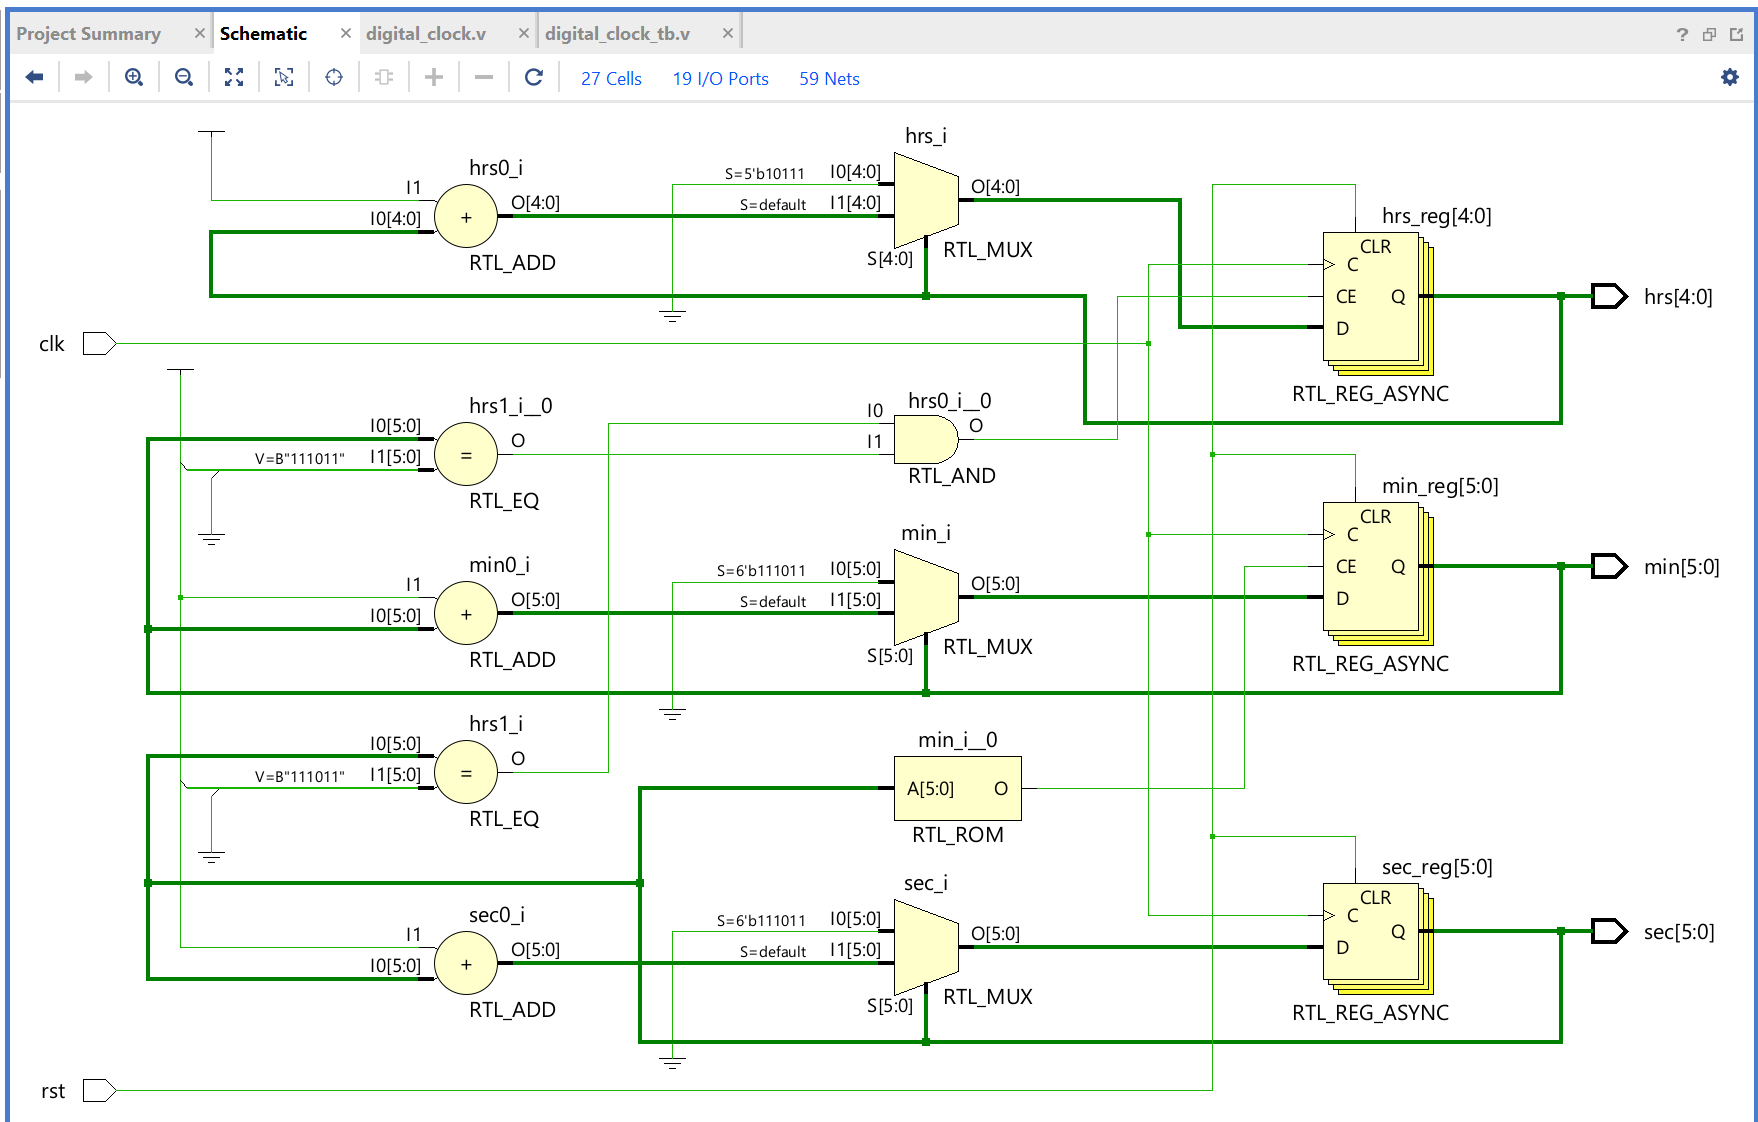 Project Summary × Schematic × digital_clock.v × digital_clock_tb.v ×
27 Cells 19 I/O Ports 59 Nets
hrs_i
hrs0_i
S=5'b10111 I0[4:0]
O[4:0]
I1
O[4:0]
S=default I1[4:0]
I0[4:0]
+
hrs_reg[4:0]
RTL_ADD
S[4:0]
RTL_MUX
CLR
C
CE Q
hrs[4:0]
D
clk
RTL_REG_ASYNC
hrs1_i__0
hrs0_i__0
I0[5:0]
O
I0
O
V=B"111011" I1[5:0]
=
I1
RTL_EQ
RTL_AND
min_reg[5:0]
CLR
min_i
C
min0_i
S=6'b111011 I0[5:0]
O[5:0]
CE Q
min[5:0]
I1
O[5:0]
S=default I1[5:0]
D
I0[5:0]
+
RTL_ADD
S[5:0]
RTL_MUX
RTL_REG_ASYNC
hrs1_i
min_i__0
I0[5:0]
O
V=B"111011" I1[5:0]
=
A[5:0] O
RTL_EQ
RTL_ROM
sec_reg[5:0]
sec_i
CLR
sec0_i
S=6'b111011 I0[5:0]
O[5:0]
C
Q
sec[5:0]
I1
O[5:0]
S=default I1[5:0]
D
I0[5:0]
+
RTL_ADD
S[5:0]
RTL_MUX
RTL_REG_ASYNC
rst